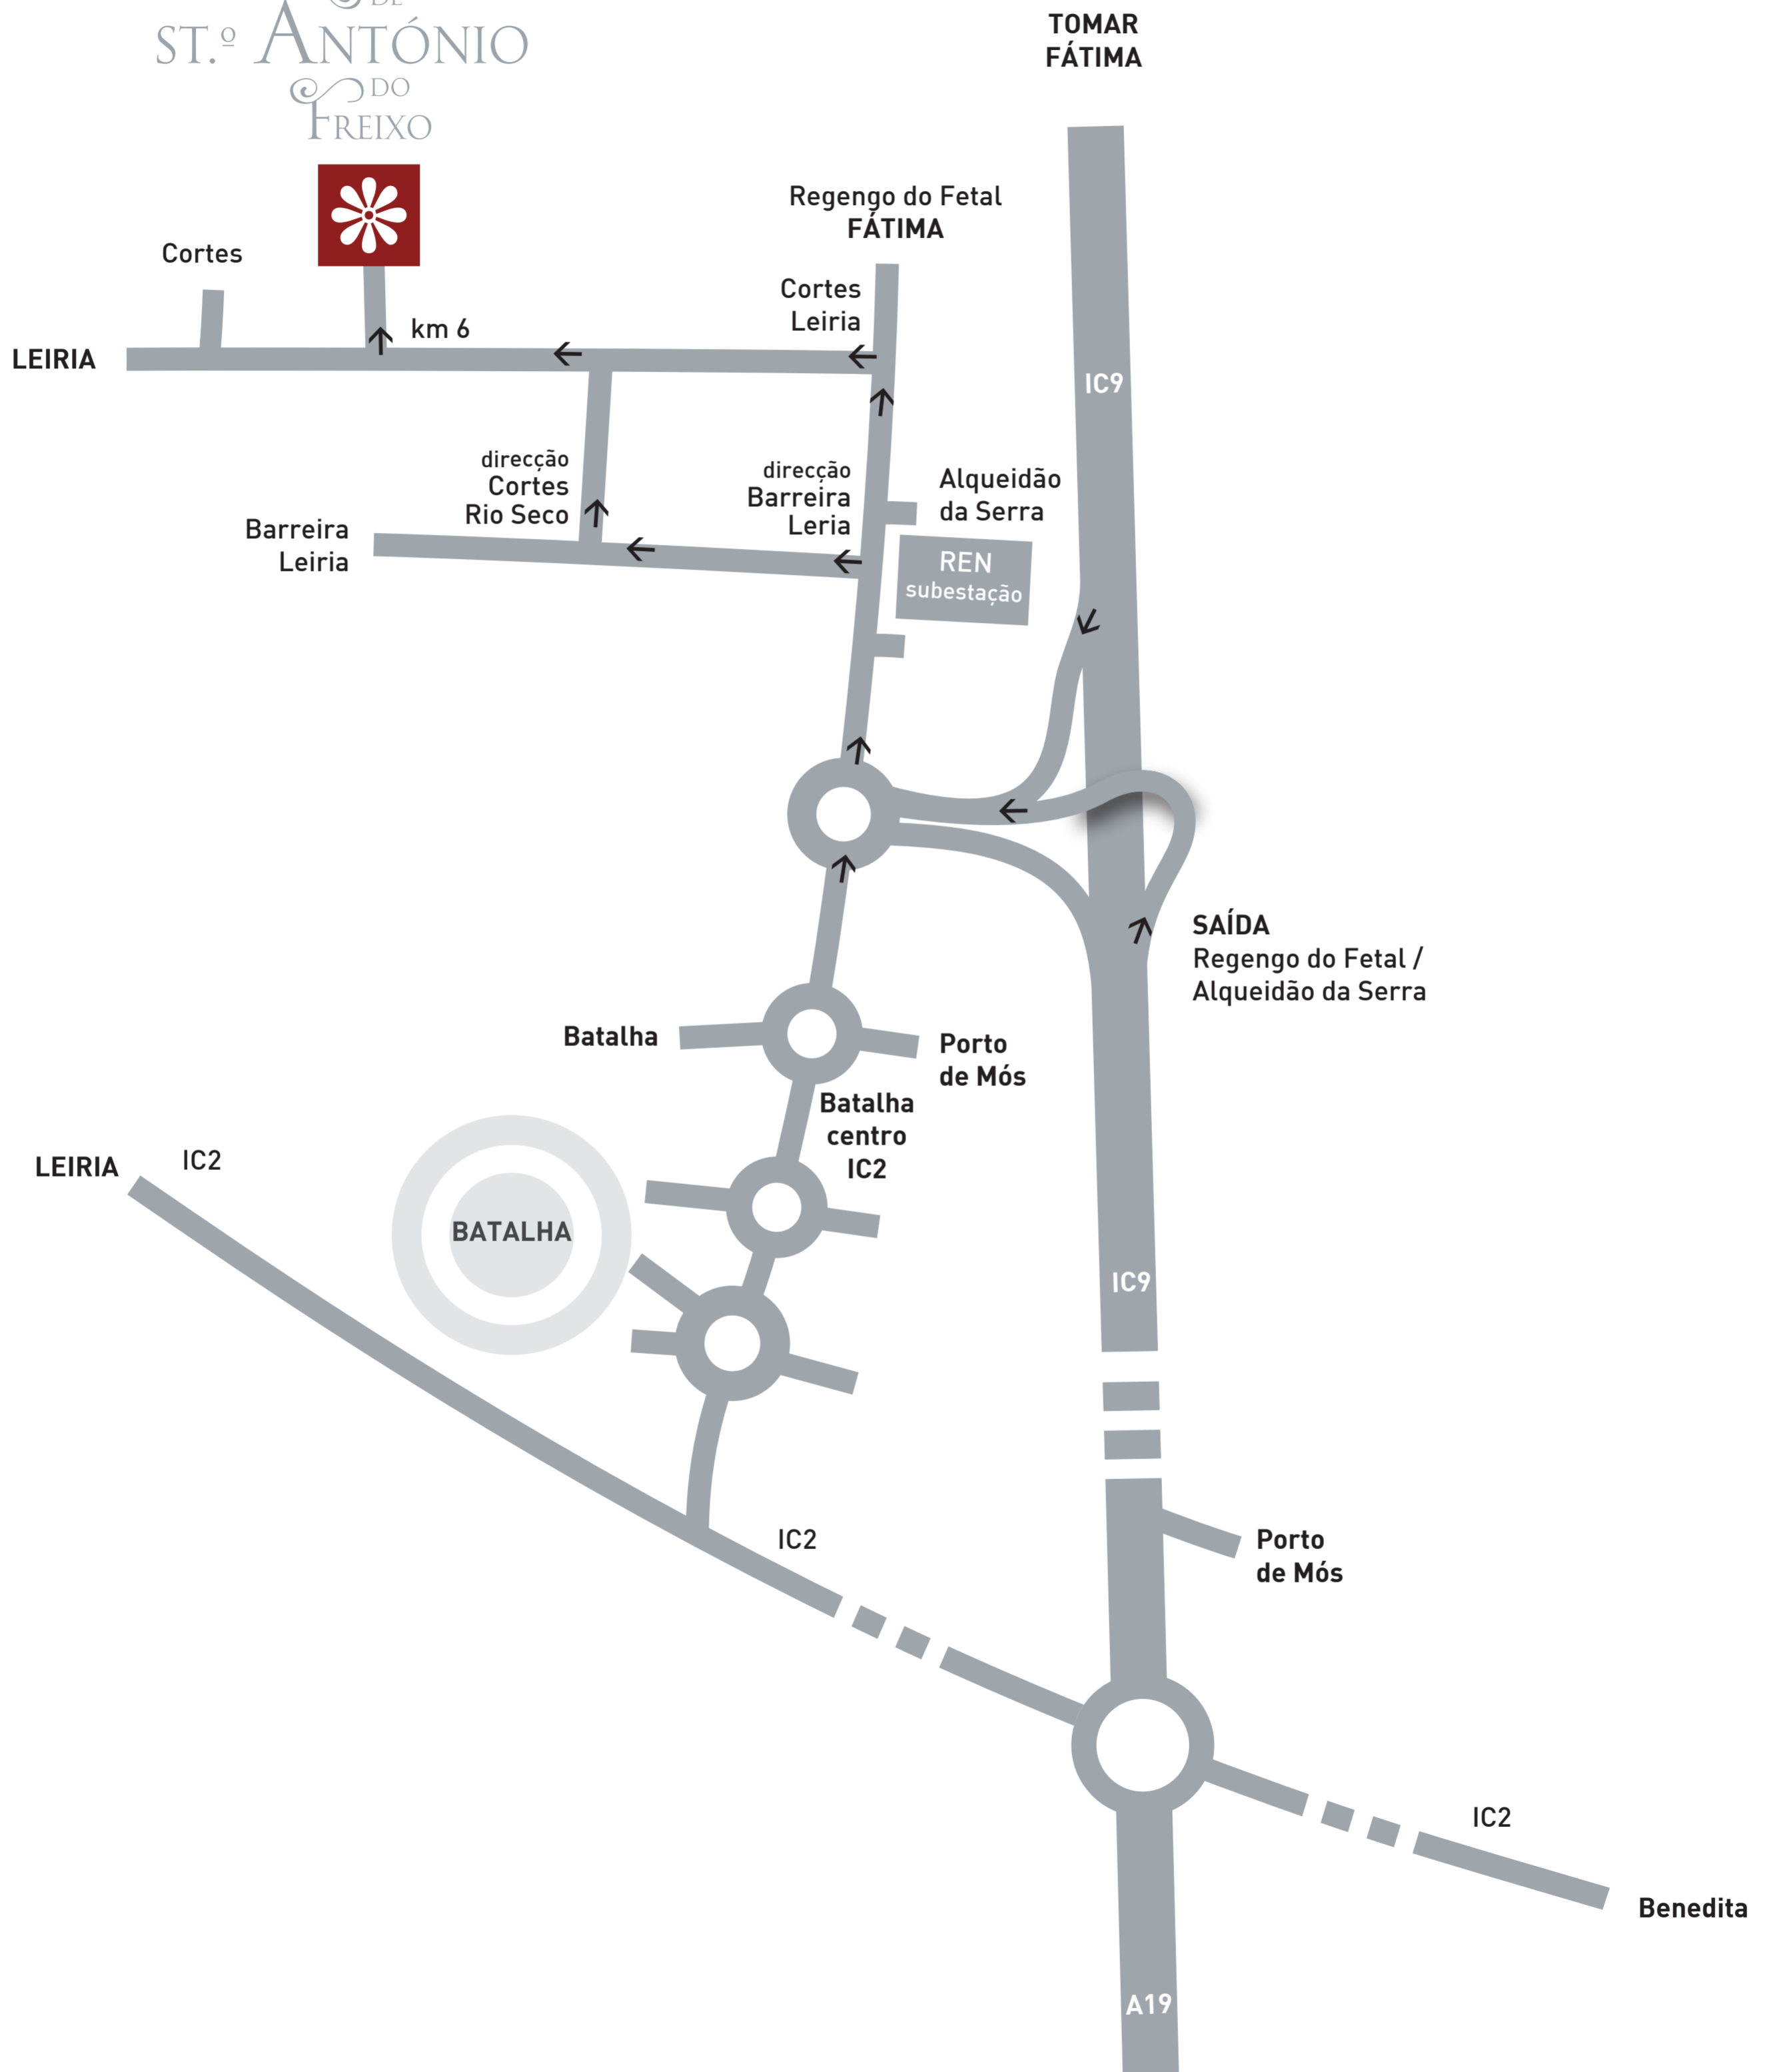 DE
ST.º ANTÓNIO
DO
FREIXO
TOMAR
FÁTIMA
Regengo do Fetal
FÁTIMA
Cortes
Cortes
Leiria
km 6
LEIRIA
IC9
direcção
Cortes
Rio Seco
direcção
Barreira
Leria
Alqueidão
da Serra
Barreira
Leiria
REN
subestação
SAÍDA
Regengo do Fetal /
Alqueidão da Serra
Batalha
Porto
de Mós
Batalha
centro
IC2
LEIRIA
IC2
BATALHA
IC9
IC2
Porto
de Mós
IC2
Benedita
A19